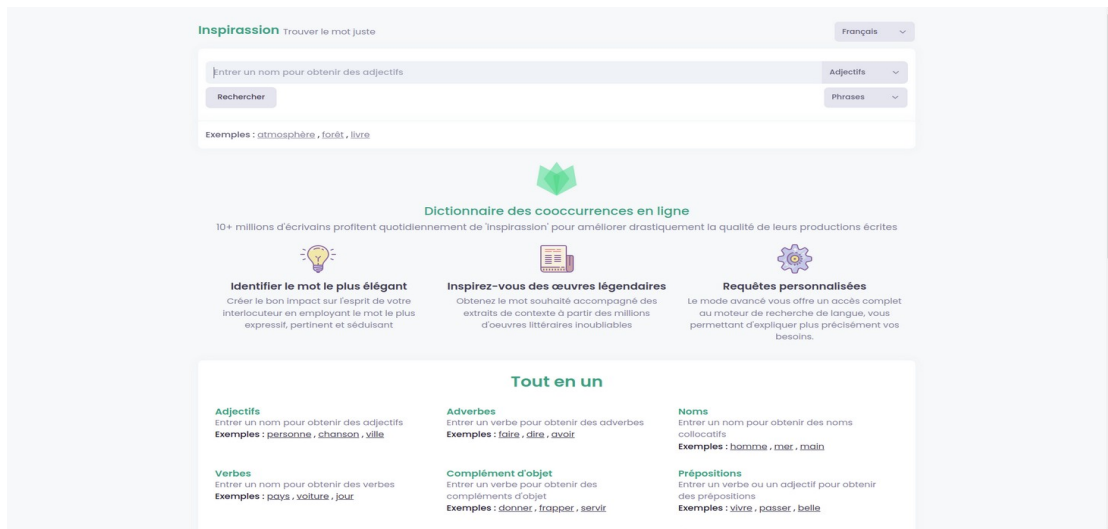 Inspirassion Trouver le mot juste
Français
Entrer un nom pour obtenir des adjectifs
Adjectifs
Rechercher
Phrases
Exemples : atmosphère , forêt , livre
Dictionnaire des cooccurrences en ligne
10+ millions d'écrivains profitent quotidiennement de 'inspirassion' pour améliorer drastiquement la qualité de leurs productions écrites
Identifier le mot le plus élégant
Créer le bon impact sur l'esprit de votre
interlocuteur en employant le mot le plus
expressif, pertinent et séduisant
Inspirez-vous des œuvres légendaires
Obtenez le mot souhaité accompagné des
extraits de contexte à partir des millions
d'oeuvres littéraires inoubliables
Requêtes personnalisées
Le mode avancé vous offre un accès complet
au moteur de recherche de langue, vous
permettant d'expliquer plus précisément vos
besoins.
Tout en un
Adjectifs
Entrer un nom pour obtenir des adjectifs
Exemples : personne , chanson , ville
Adverbes
Entrer un verbe pour obtenir des adverbes
Exemples : faire , dire , avoir
Noms
Entrer un nom pour obtenir des noms
collocatifs
Exemples : homme , mer , main
Verbes
Entrer un nom pour obtenir des verbes
Exemples : pays , voiture , jour
Complément d'objet
Entrer un verbe pour obtenir des
compléments d'objet
Exemples : donner , frapper , servir
Prépositions
Entrer un verbe ou un adjectif pour obtenir
des prépositions
Exemples : vivre , passer , belle